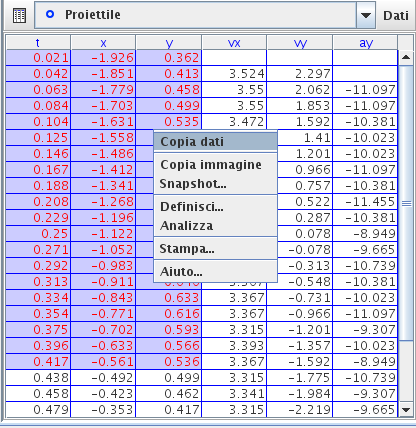 Proiettile Dati
t x y vx vy ay
0.021 -1.926 0.362
0.042 -1.851 0.413 3.524 2.297
0.063 -1.779 0.458 3.55 2.062 -11.097
0.084 -1.703 0.499 3.55 1.853 -11.097
0.104 -1.631 0.535 3.472 1.592 -10.381
0.125 -1.558 1.41 -10.023
0.146 -1.486 1.201 -10.023
0.167 -1.412 0.966 -11.097
0.188 -1.341 0.757 -10.381
0.208 -1.268 0.522 -11.455
0.229 -1.196 0.287 -10.381
0.25 -1.122 0.078 -8.949
0.271 -1.052 -0.078 -9.665
0.292 -0.983 -0.313 -10.739
0.313 -0.911 -0.548 -10.381
0.334 -0.843 0.633 3.367 -0.731 -10.023
0.354 -0.771 0.616 3.367 -0.966 -11.097
0.375 -0.702 0.593 3.315 -1.201 -9.307
0.396 -0.633 0.566 3.393 -1.357 -10.023
0.417 -0.561 0.536 3.367 -1.592 -8.949
0.438 -0.492 0.499 3.315 -1.775 -10.739
0.458 -0.423 0.462 3.341 -1.984 -9.307
0.479 -0.353 0.417 3.315 -2.219 -9.665
Copia dati
Copia immagine
Snapshot...
Definisci...
Analizza
Stampa...
Aiuto...